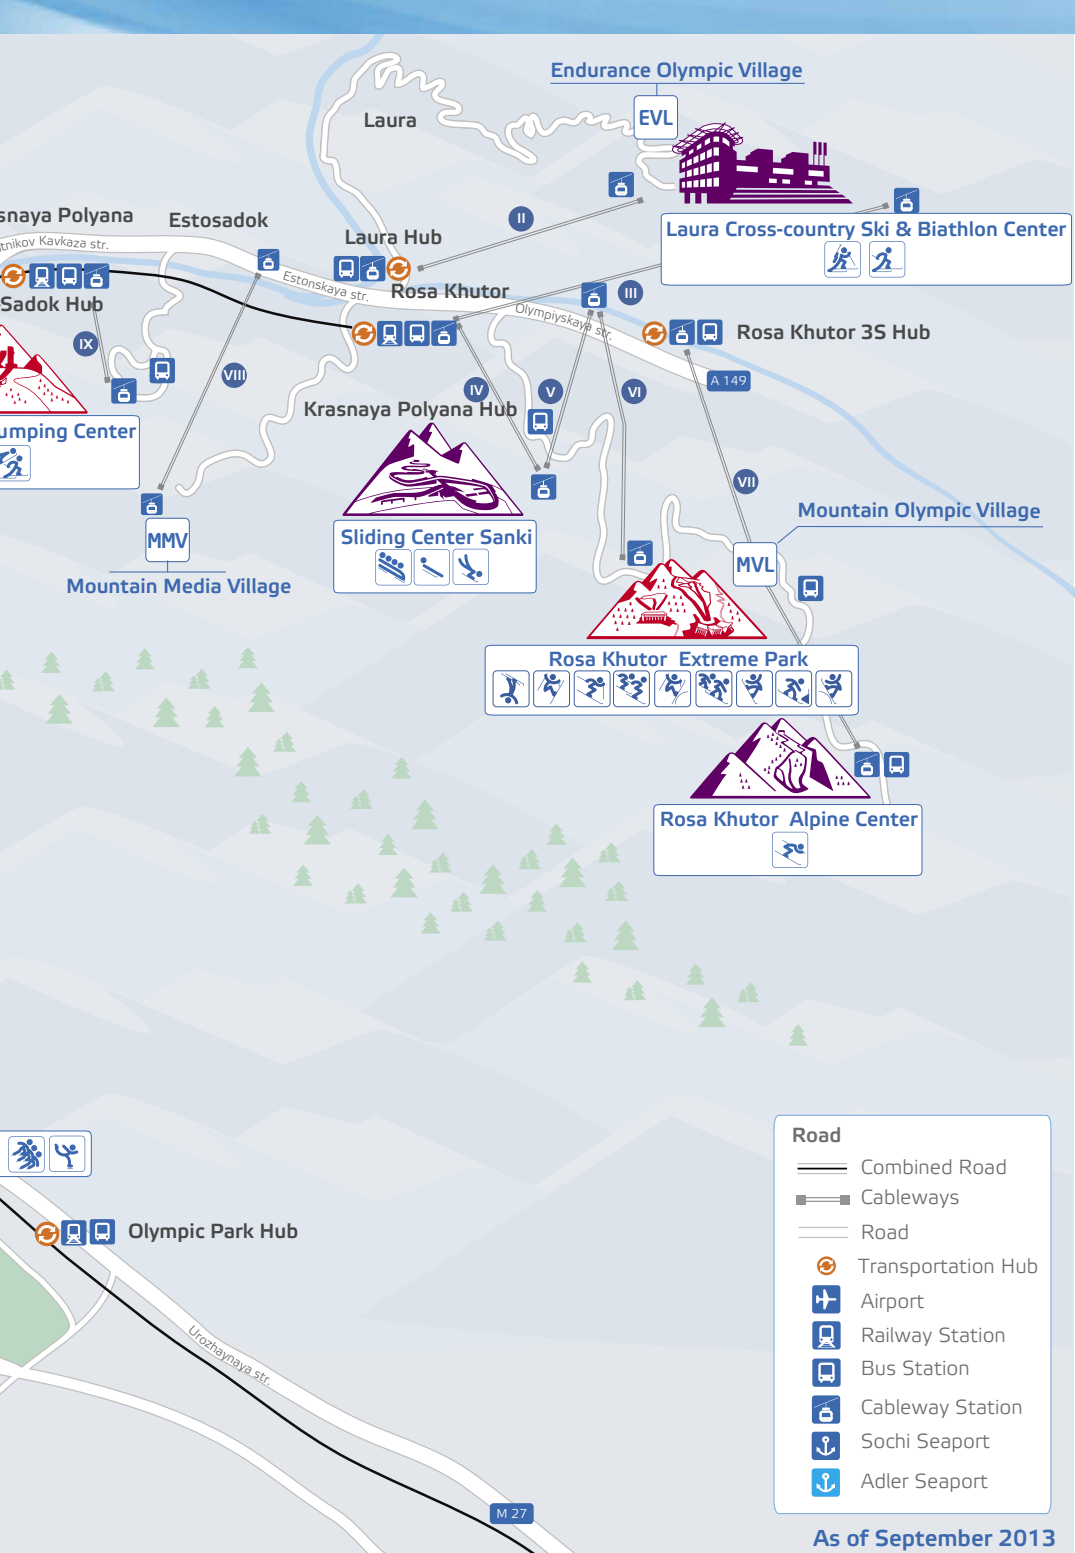 Endurance Olympic Village
EVL
Laura
snaya Polyana
Estosadok
Laura Hub
II
Laura Cross-country Ski & Biathlon Center
tnikov Kavkaza str.
Estonskaya str.
Rosa Khutor
III
Sadok Hub
Olympiyskaya str.
Rosa Khutor 3S Hub
IX
VIII
IV
V
VI
A 149
Krasnaya Polyana Hub
umping Center
VII
Mountain Olympic Village
MMV
Sliding Center Sanki
MVL
Mountain Media Village
Rosa Khutor Extreme Park
Rosa Khutor Alpine Center
Olympic Park Hub
Urozhaynaya str.
M 27
Road
Combined Road
Cableways
Road
Transportation Hub
Airport
Railway Station
Bus Station
Cableway Station
Sochi Seaport
Adler Seaport
As of September 2013